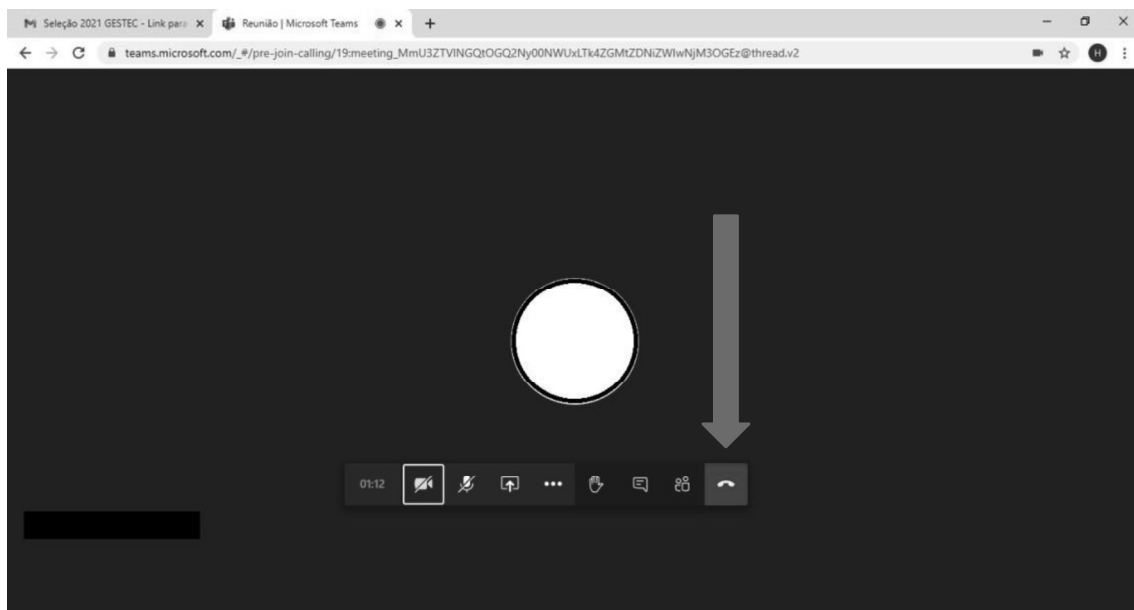 Seleção 2021 GESTEC - Link para
Reunião | Microsoft Teams
teams.microsoft.com/_#/pre-join-calling/19:meeting_MmU3ZTVlNGQtOGQ2Ny00NWUxLTk4ZGMtZDNiZWIwNjM3OGEz@thread.v2
H
01:12